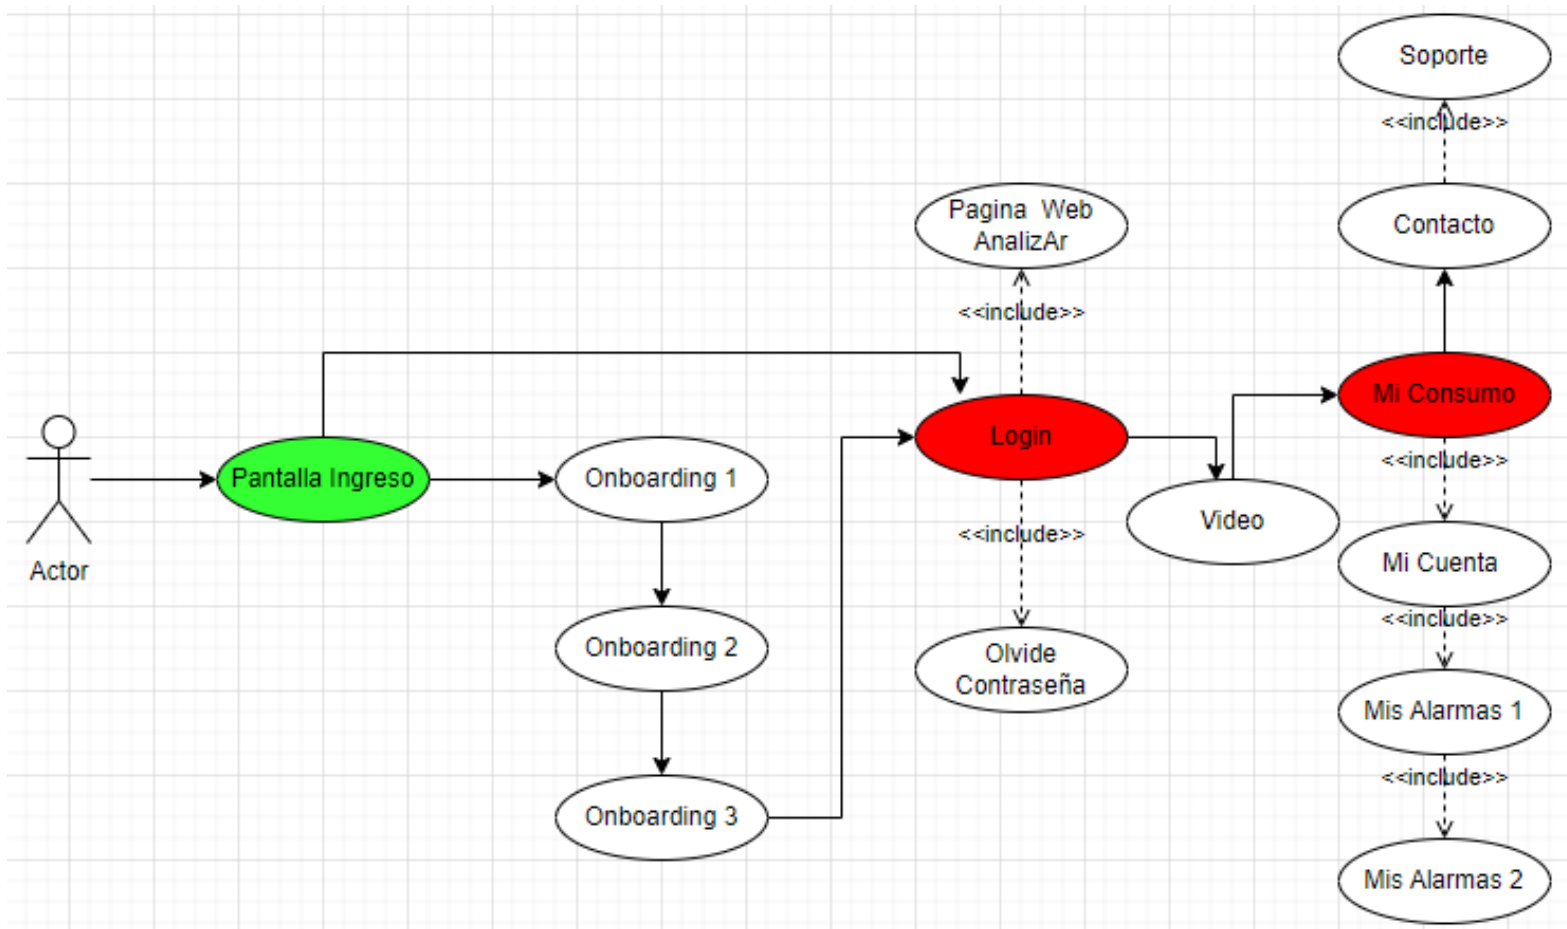 Soporte
<<include>>
Contacto
Pagina Web
AnalizAr
<<include>>
Mi Consumo
Login
<<include>>
Pantalla Ingreso
Onboarding 1
Video
<<include>>
Mi Cuenta
Actor
<<include>>
Onboarding 2
Olvide
Contraseña
Mis Alarmas 1
<<include>>
Onboarding 3
Mis Alarmas 2